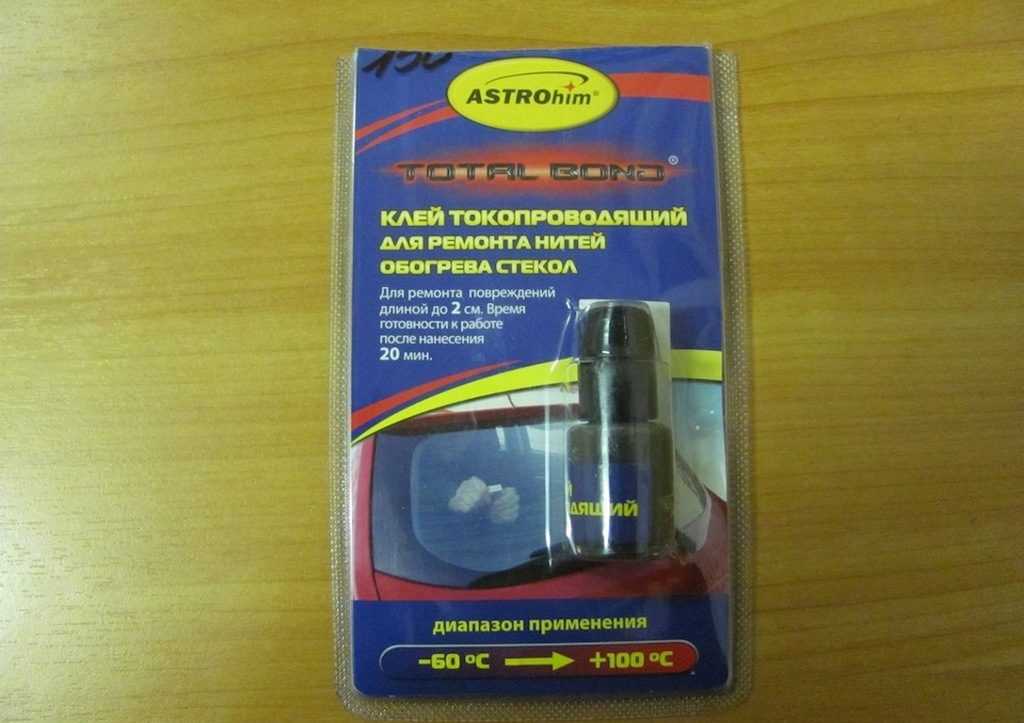 150
ASTROhim®
TOTAL BOND®
КЛЕЙ ТОКОПРОВОДЯЩИЙ
ДЛЯ РЕМОНТА НИТЕЙ
ОБОГРЕВА СТЕКОЛ
Для ремонта повреждений
длиной до 2 см. Время
готовности к работе
после нанесения
20 мин.
ДЯЩИЙ
диапазон применения
-60 ºC → +100 ºC